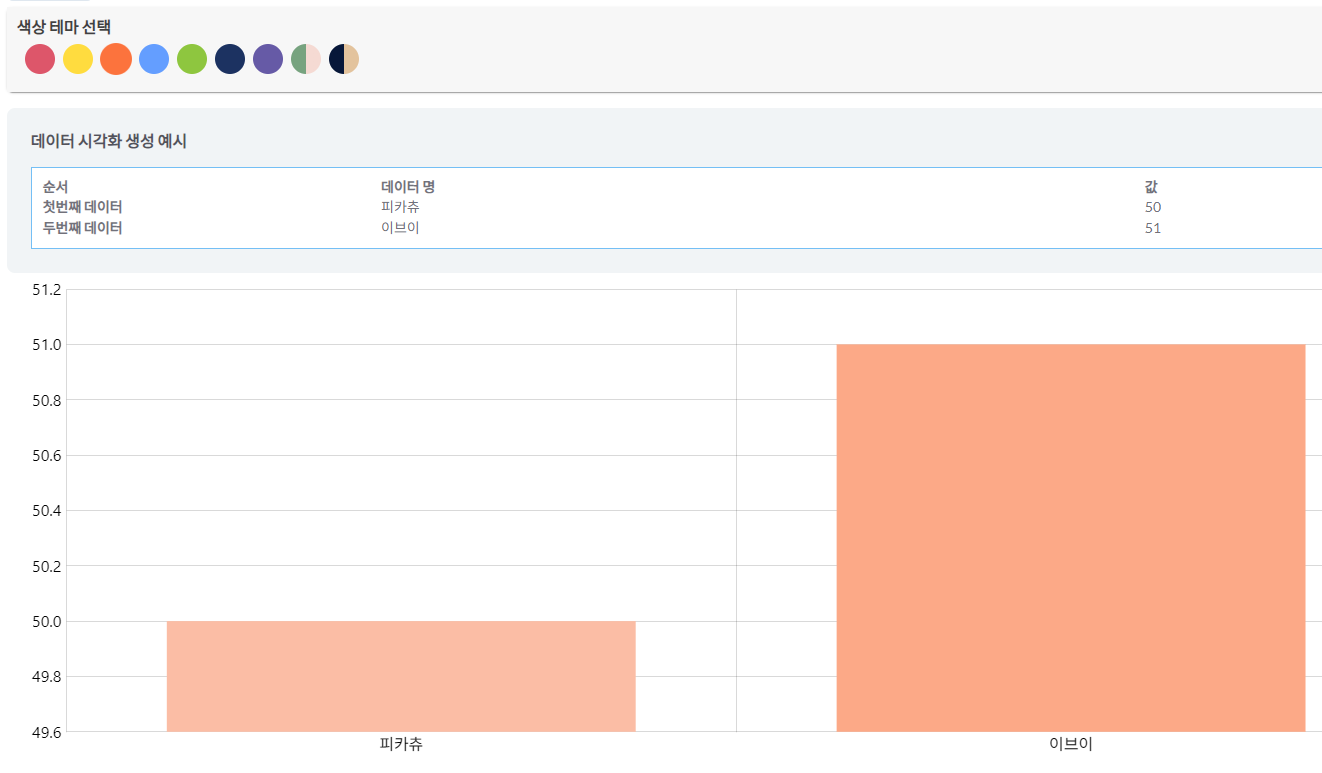 색상 테마 선택
데이터 시각화 생성 예시
순서 데이터 명 값
첫번째 데이터 피카츄 50
두번째 데이터 이브이 51
51.2
51.0
50.8
50.6
50.4
50.2
50.0
49.8
49.6
피카츄 이브이